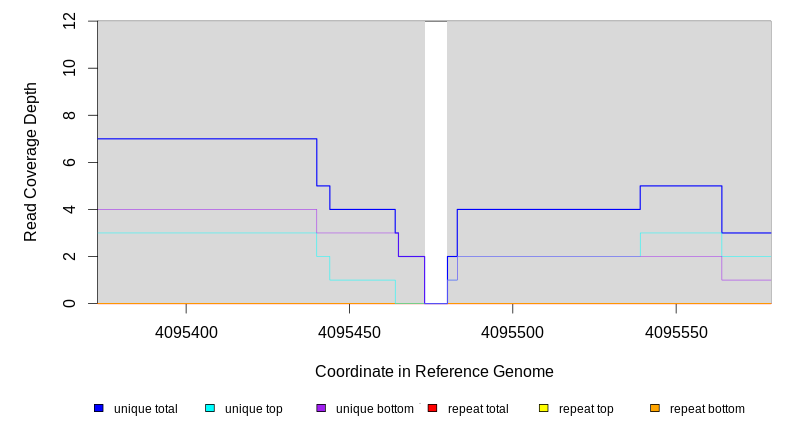 12
10
8
6
4
2
0
Read Coverage Depth
4095400 4095450 4095500 4095550
Coordinate in Reference Genome
unique total unique top unique bottom repeat total repeat top repeat bottom